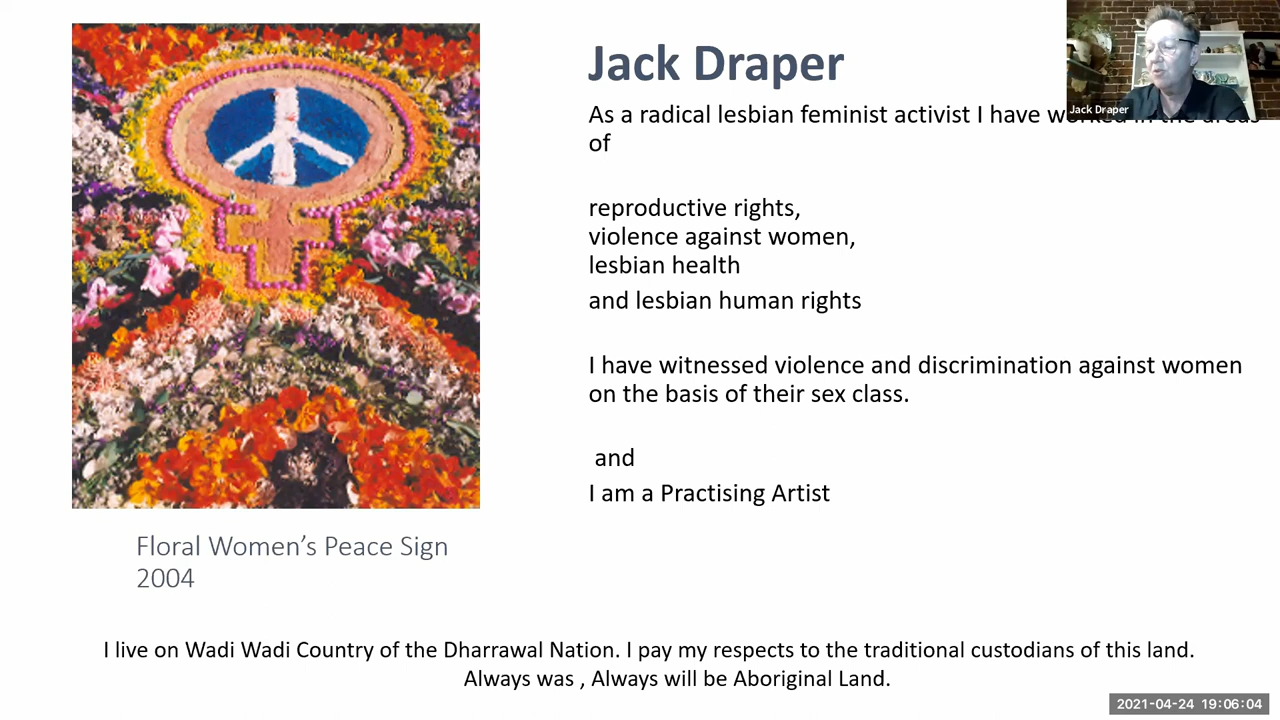 Jack Draper
As a radical lesbian feminist activist I have worked in the areas
of
reproductive rights,
violence against women,
lesbian health
and lesbian human rights
I have witnessed violence and discrimination against women
on the basis of their sex class.
and
I am a Practising Artist
Floral Women's Peace Sign
2004
I live on Wadi Wadi Country of the Dharrawal Nation. I pay my respects to the traditional custodians of this land.
Always was , Always will be Aboriginal Land.
Jack Draper
2021-04-24 19:06:04